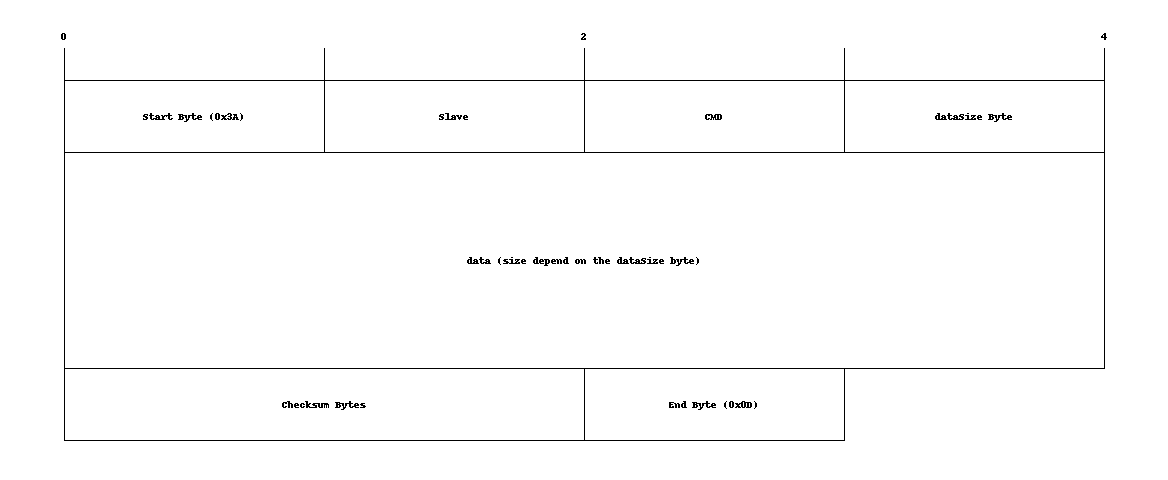 0 2 4
Start Byte (0x3A) Slave CMD dataSize Byte
data (size depend on the dataSize byte)
Checksum Bytes End Byte (0x0D)